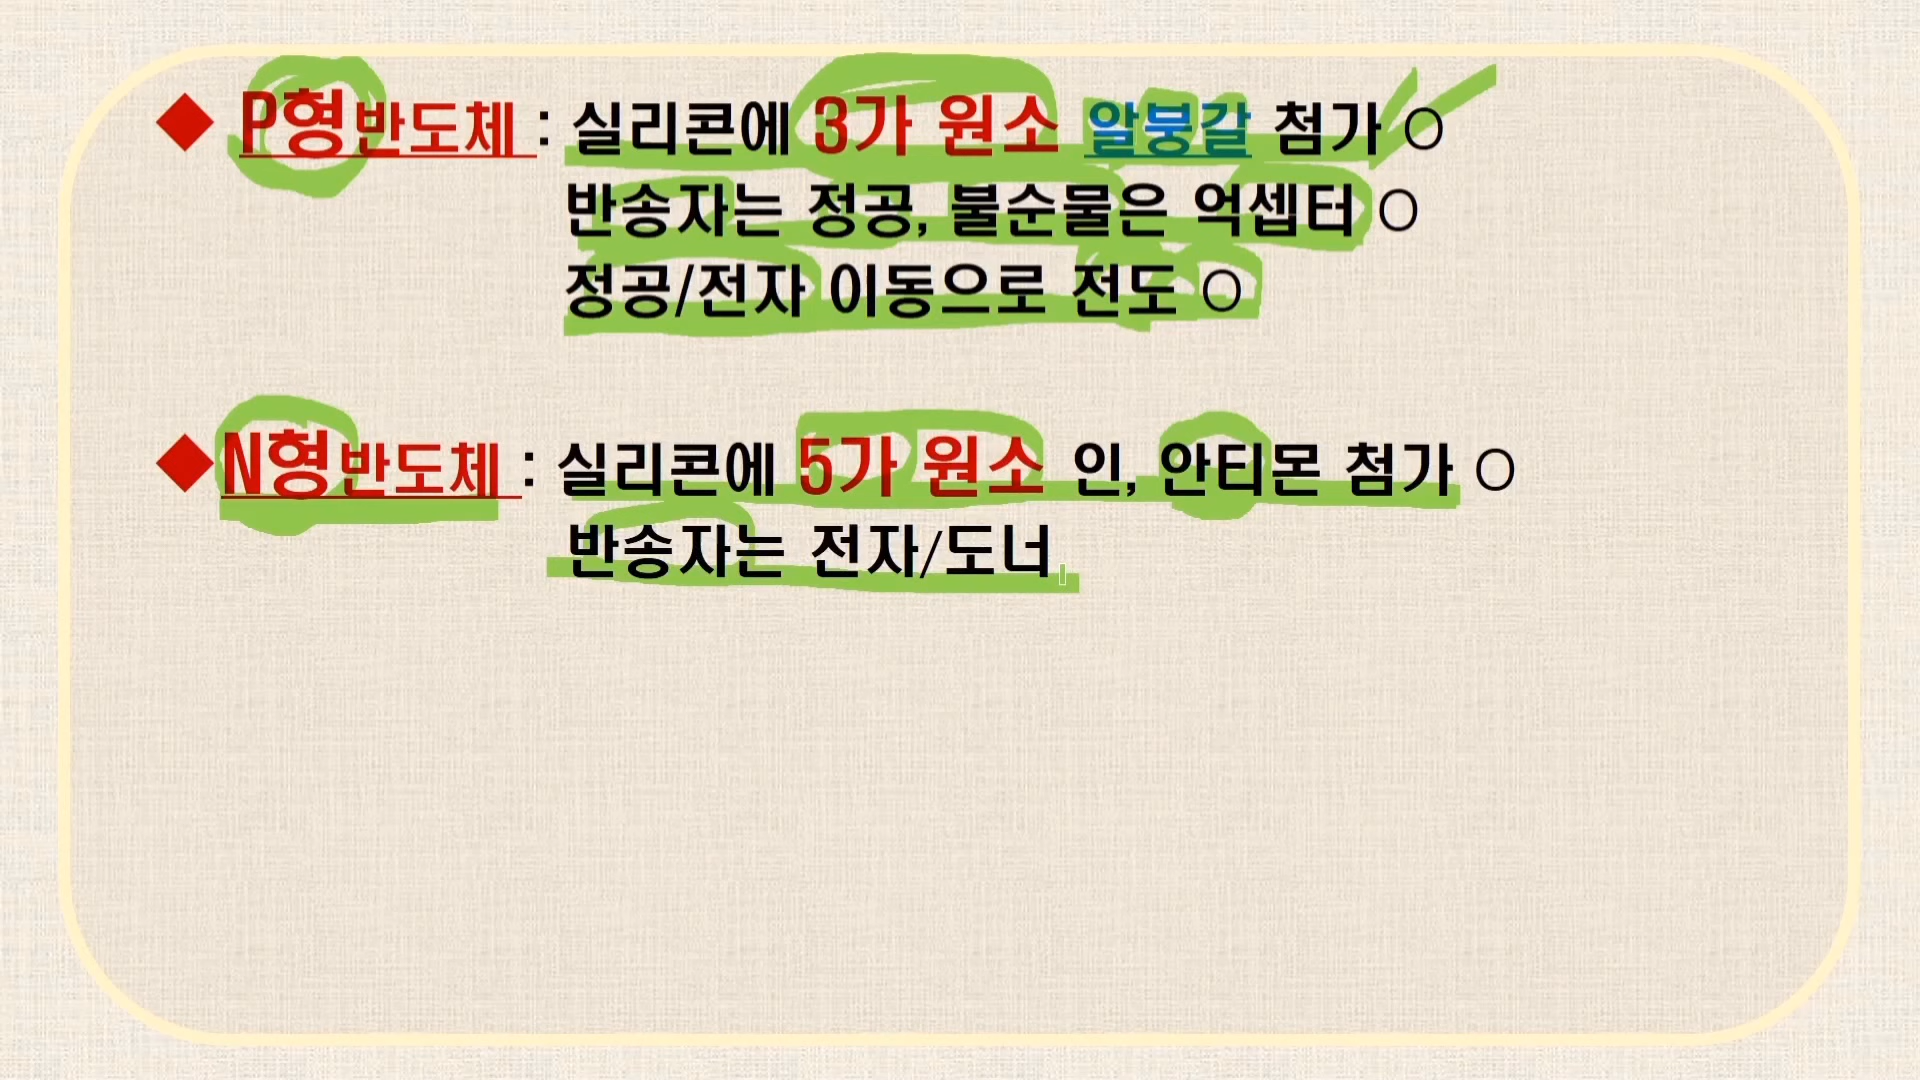 ◆ P형반도체 : 실리콘에 3가 원소 알붕갈 첨가 O
반송자는 정공, 불순물은 억셉터 O
정공/전자 이동으로 전도 O
◆N형반도체 : 실리콘에 5가 원소 인, 안티몬 첨가 O
반송자는 전자/도너